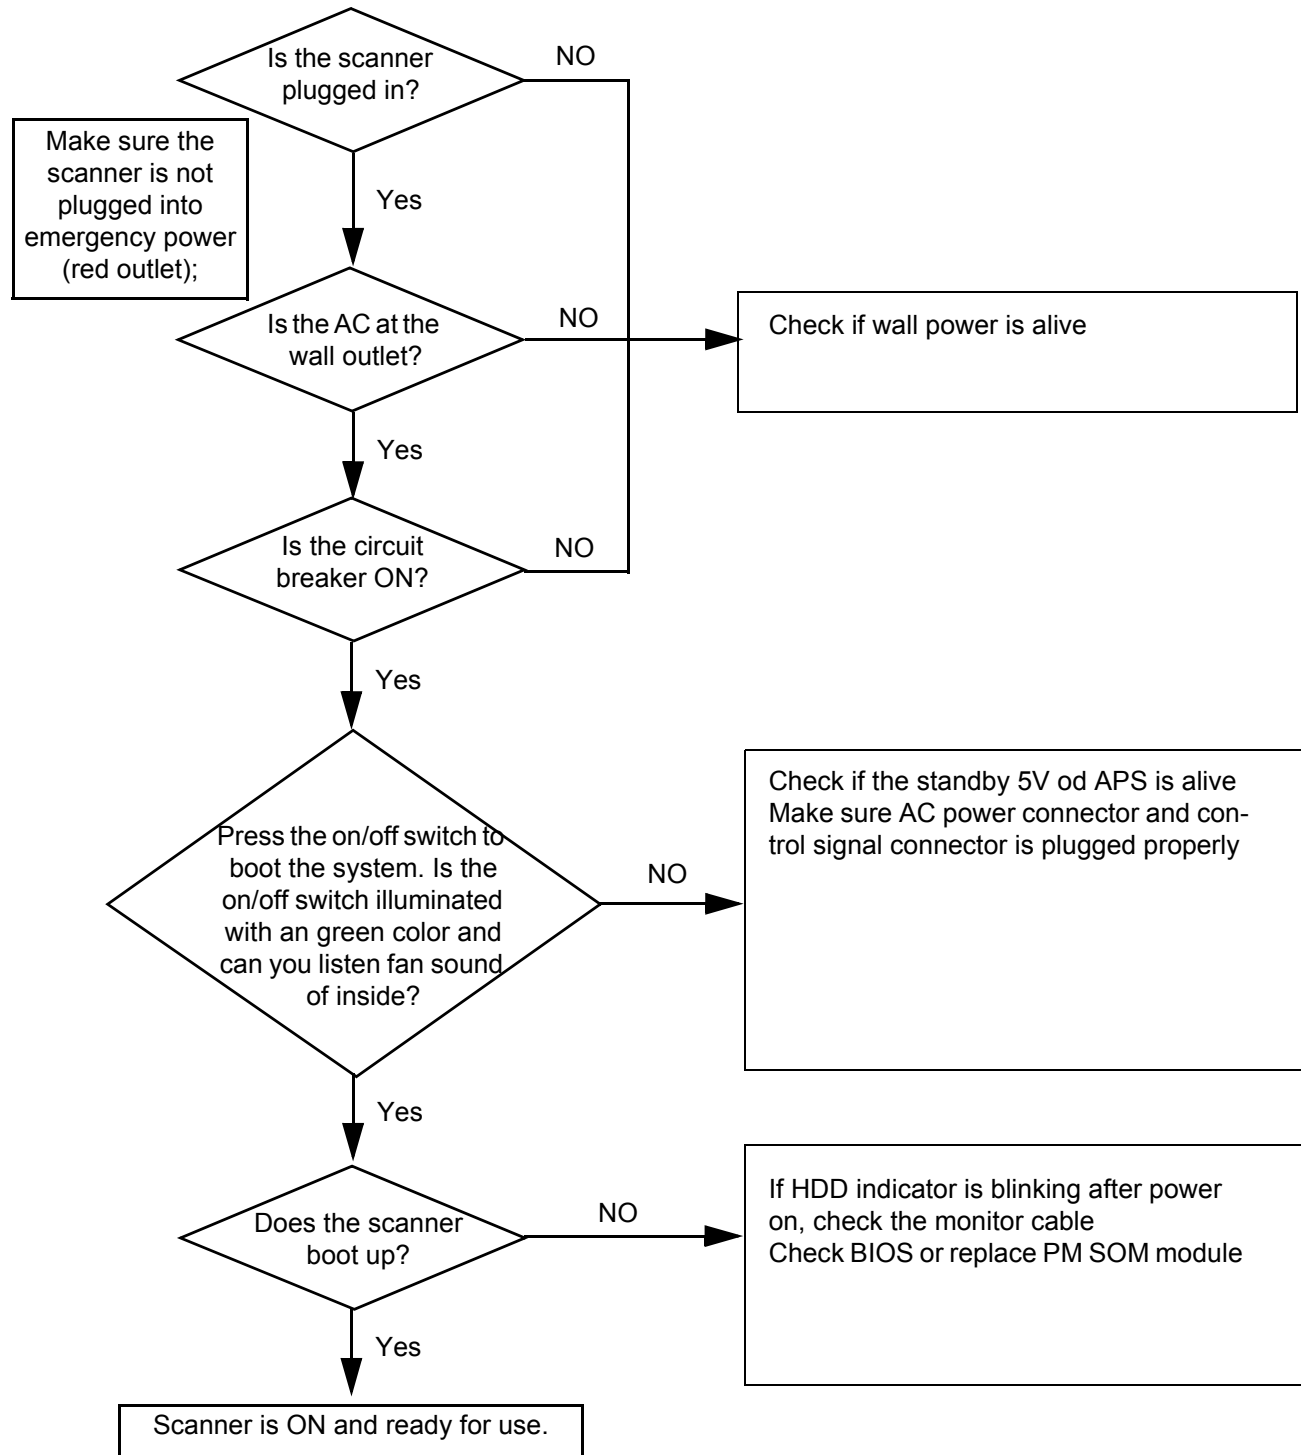 Is the scanner
plugged in?
NO
Make sure the
scanner is not
plugged into
emergency power
(red outlet);
Yes
Is the AC at the
wall outlet?
NO
Check if wall power is alive
Yes
Is the circuit
breaker ON?
NO
Yes
Press the on/off switch to
boot the system. Is the
on/off switch illuminated
with an green color and
can you listen fan sound
of inside?
NO
Check if the standby 5V od APS is alive
Make sure AC power connector and con-
trol signal connector is plugged properly
Yes
Does the scanner
boot up?
NO
If HDD indicator is blinking after power
on, check the monitor cable
Check BIOS or replace PM SOM module
Yes
Scanner is ON and ready for use.